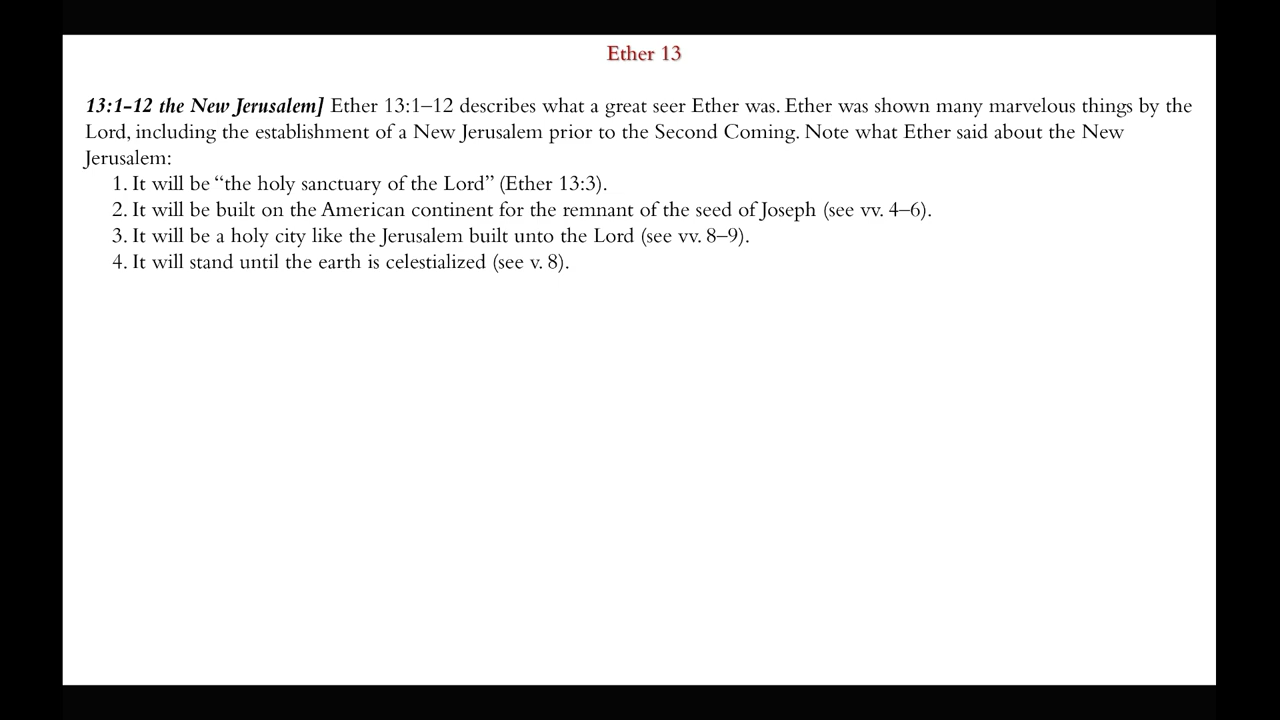 Ether 13
13:1-12 the New Jerusalem] Ether 13:1–12 describes what a great seer Ether was. Ether was shown many marvelous things by the
Lord, including the establishment of a New Jerusalem prior to the Second Coming. Note what Ether said about the New
Jerusalem:
1. It will be “the holy sanctuary of the Lord” (Ether 13:3).
2. It will be built on the American continent for the remnant of the seed of Joseph (see vv. 4–6).
3. It will be a holy city like the Jerusalem built unto the Lord (see vv. 8–9).
4. It will stand until the earth is celestialized (see v. 8).